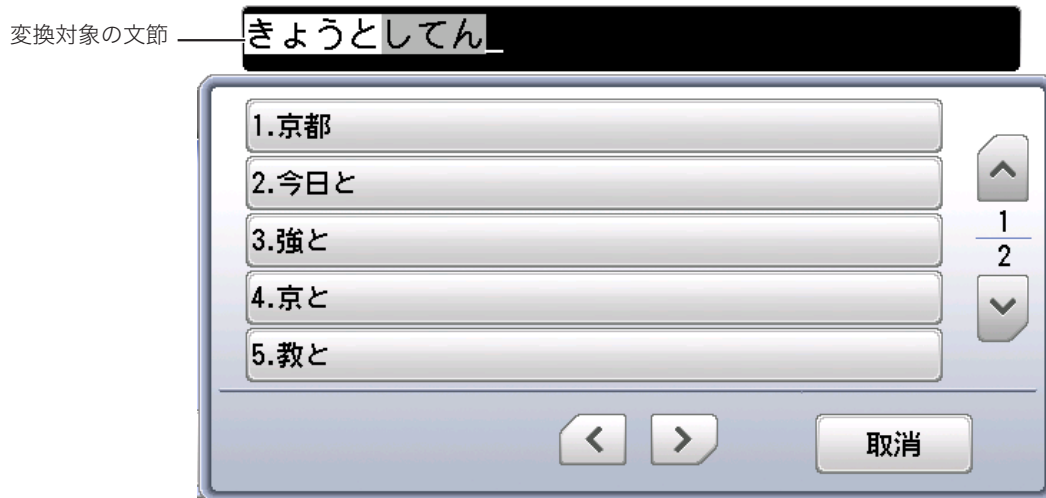 変換対象の文節
きょうとしてん_
1.京都
2.今日と
3.強と
4.京と
5.教と
1
2
取消